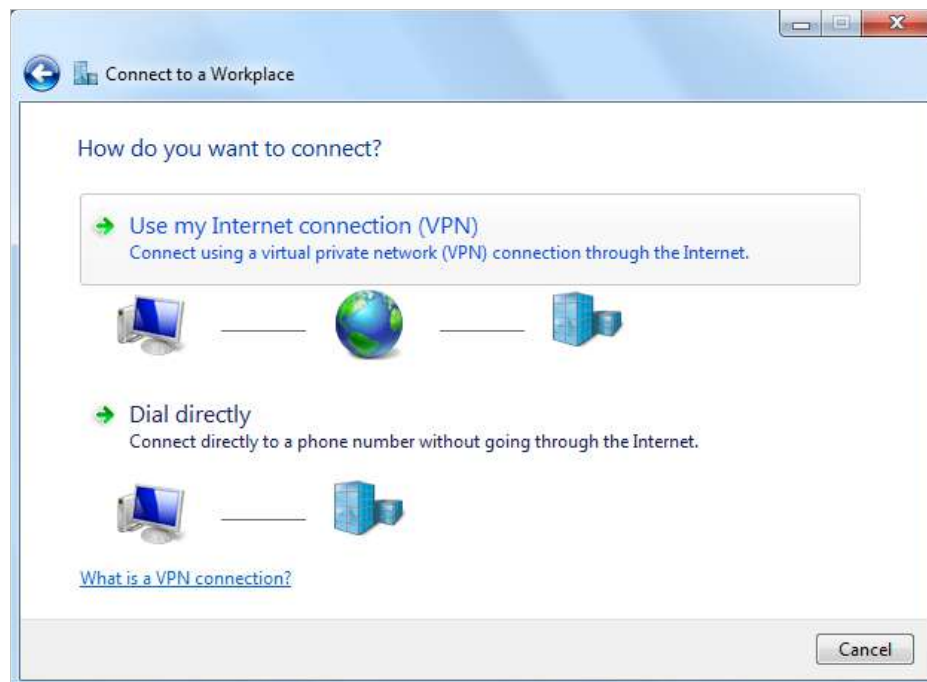 Connect to a Workplace
How do you want to connect?
Use my Internet connection (VPN)
Connect using a virtual private network (VPN) connection through the Internet.
Dial directly
Connect directly to a phone number without going through the Internet.
What is a VPN connection?
Cancel